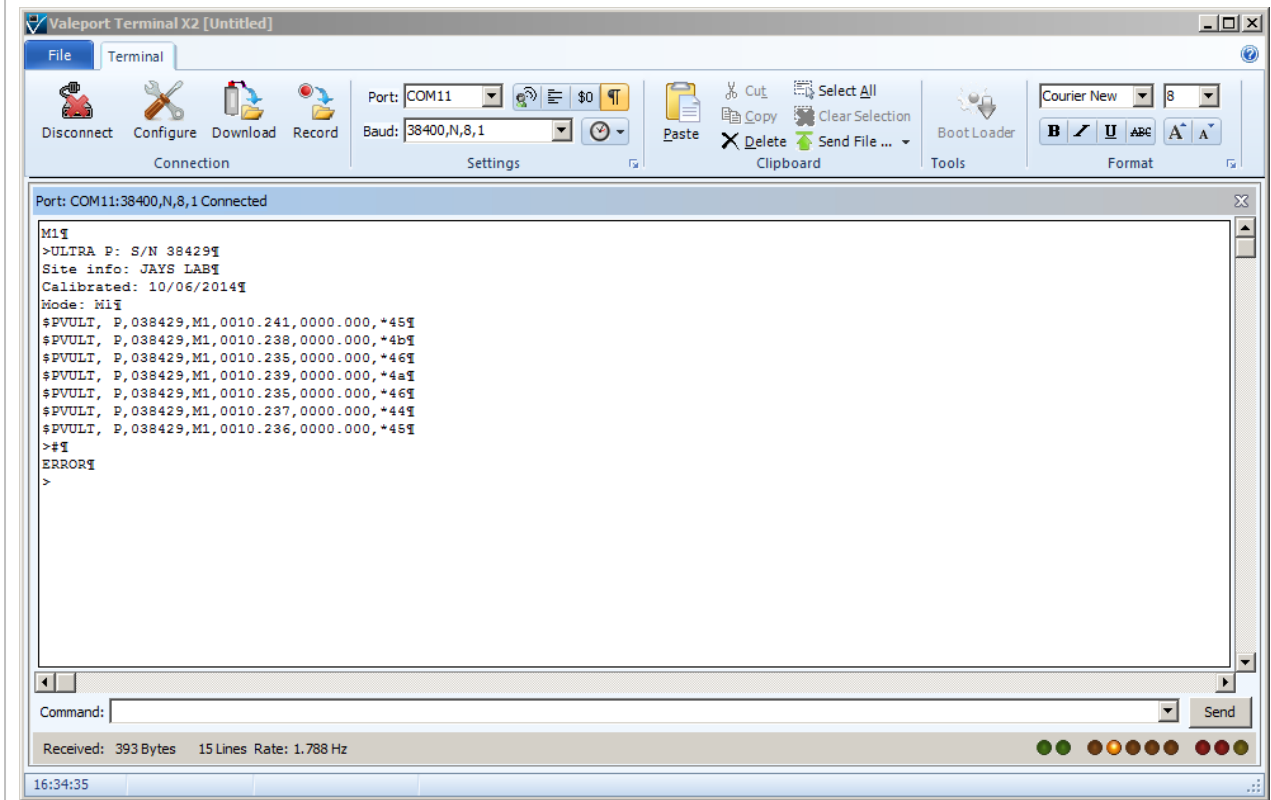 Valeport Terminal X2 [Untitled]
File Terminal
Disconnect Configure Download Record
Connection
Port: COM11 $0 ¶
Baud: 38400,N,8,1
Settings
Paste
Cut Select All
Copy Clear Selection
Delete Send File ...
Clipboard
Boot Loader
Tools
Courier New 8
B I U ABC A A
Format
Port: COM11:38400,N,8,1 Connected
M1¶
>ULTRA P: S/N 38429¶
Site info: JAYS LAB¶
Calibrated: 10/06/2014¶
Mode: M1¶
$PVULT, P,038429,M1,0010.241,0000.000,*45¶
$PVULT, P,038429,M1,0010.238,0000.000,*4b¶
$PVULT, P,038429,M1,0010.235,0000.000,*46¶
$PVULT, P,038429,M1,0010.239,0000.000,*4a¶
$PVULT, P,038429,M1,0010.235,0000.000,*46¶
$PVULT, P,038429,M1,0010.237,0000.000,*44¶
$PVULT, P,038429,M1,0010.236,0000.000,*45¶
>#¶
ERROR¶
>
Command: Send
Received: 393 Bytes 15 Lines Rate: 1.788 Hz
16:34:35